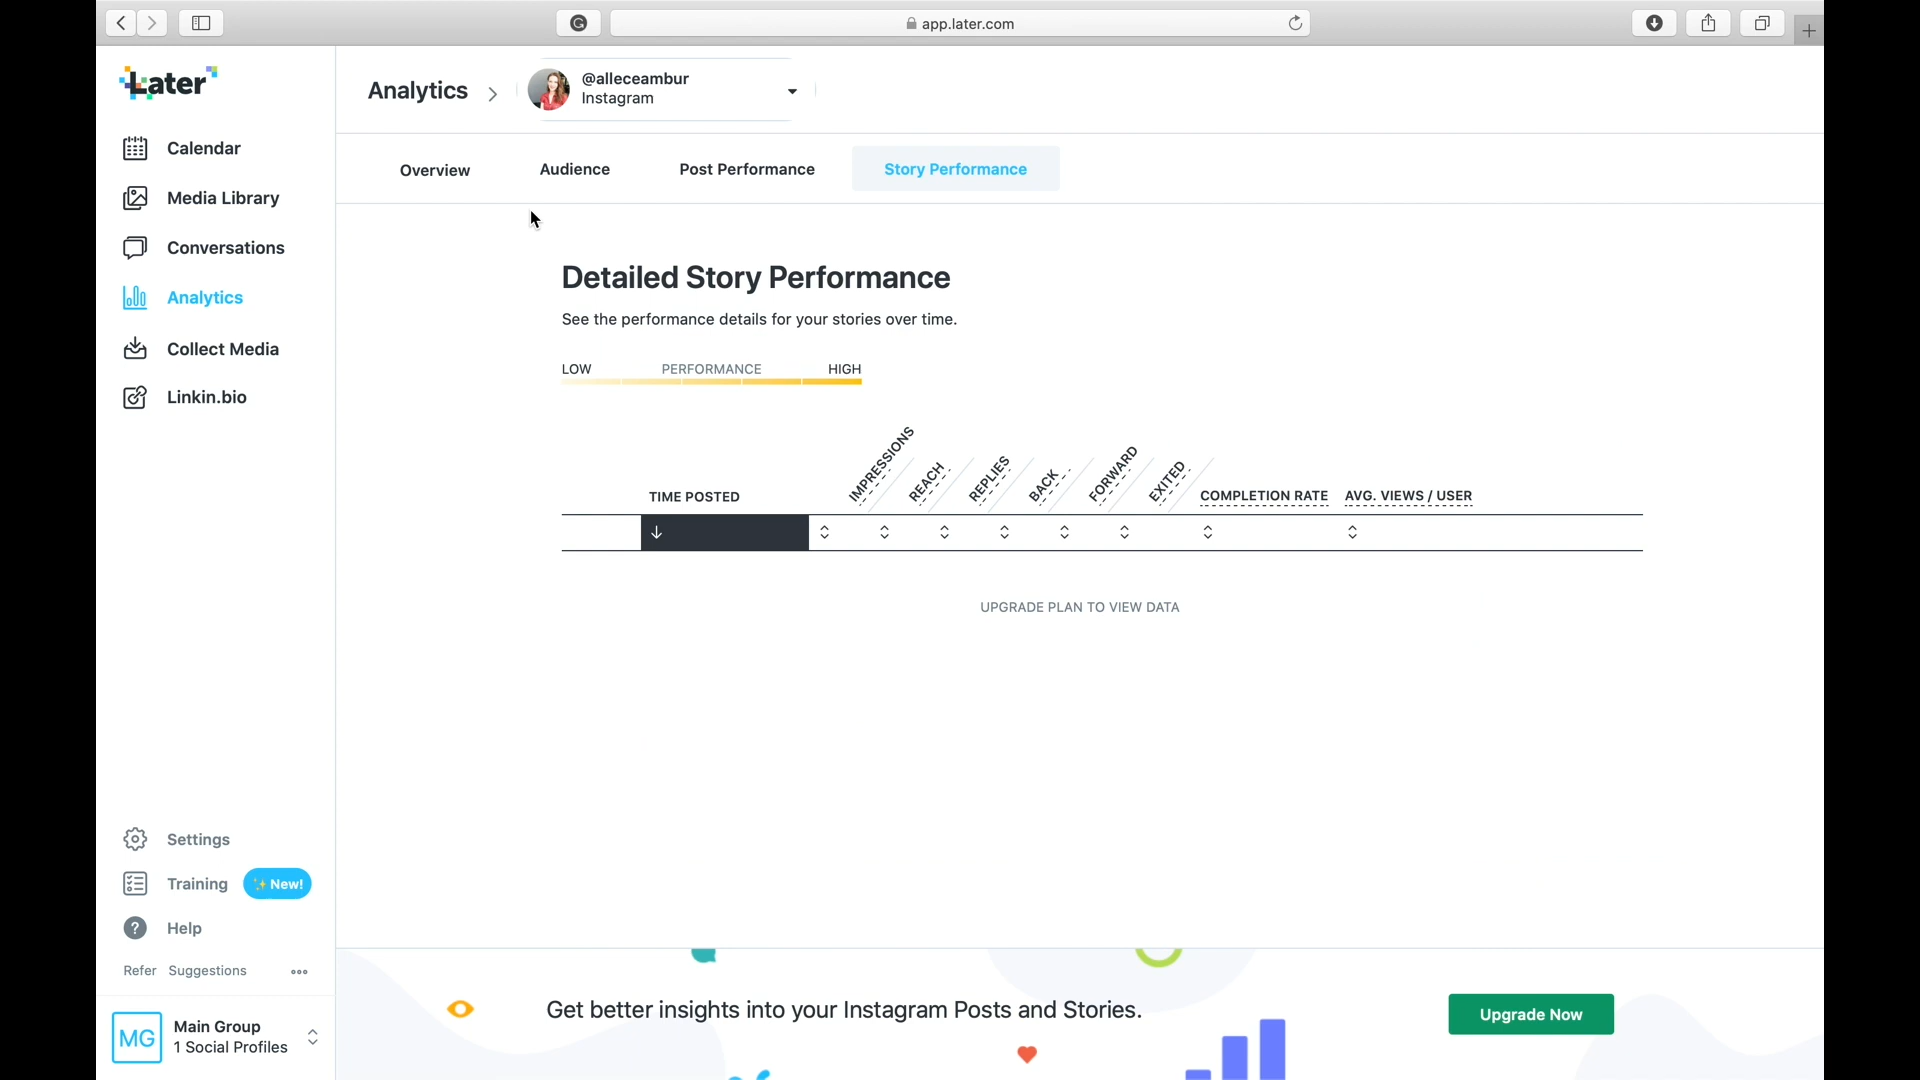 app.later.com
Later
Calendar
Media Library
Conversations
Analytics
Collect Media
Linkin.bio
Settings
Training
New!
Help
Refer
Suggestions
MG
Main Group
1 Social Profiles
Analytics
@alleceambur
Instagram
Overview
Audience
Post Performance
Story Performance
Detailed Story Performance
See the performance details for your stories over time.
LOW PERFORMANCE HIGH
TIME POSTED
IMPRESSIONS
REACH
REPLIES
BACK
FORWARD
EXITED
COMPLETION RATE
AVG. VIEWS / USER
UPGRADE PLAN TO VIEW DATA
Get better insights into your Instagram Posts and Stories.
Upgrade Now